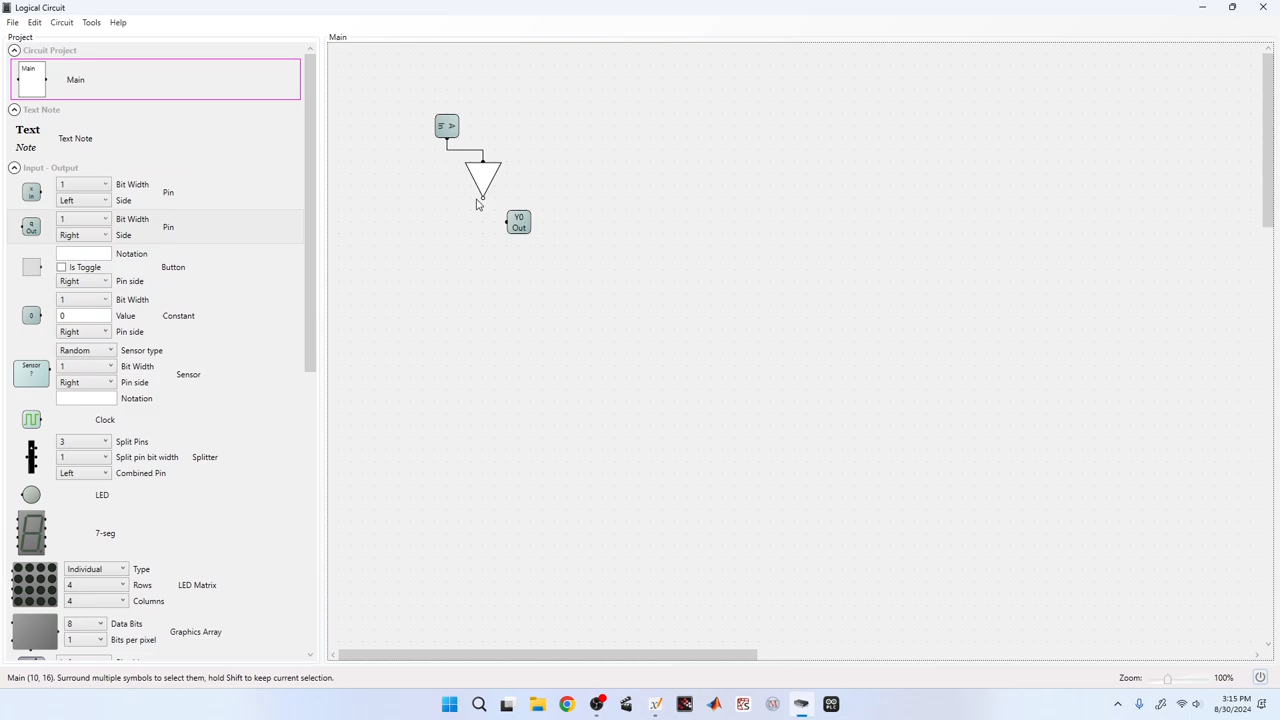 Logical Circuit
File Edit Circuit Tools Help
Project
Main
Circuit Project
Main
Main
Text Note
Text
Note
Text Note
Input - Output
x
In
1
Bit Width
Left
Side
Pin
q
Out
1
Bit Width
Right
Side
Pin
Notation
Is Toggle
Button
Right
Pin side
1
Bit Width
0
0
Value
Constant
Right
Pin side
Random
Sensor type
Sensor
?
1
Bit Width
Sensor
Right
Pin side
Notation
Clock
3
Split Pins
1
Split pin bit width
Splitter
Left
Combined Pin
LED
7-seg
Individual
Type
4
Rows
LED Matrix
4
Columns
8
Data Bits
Graphics Array
1
Bits per pixel
A
In
Y0
Out
Main (10, 16). Surround multiple symbols to select them, hold Shift to keep current selection.
Zoom:
100%
PLC
3:15 PM
8/30/2024